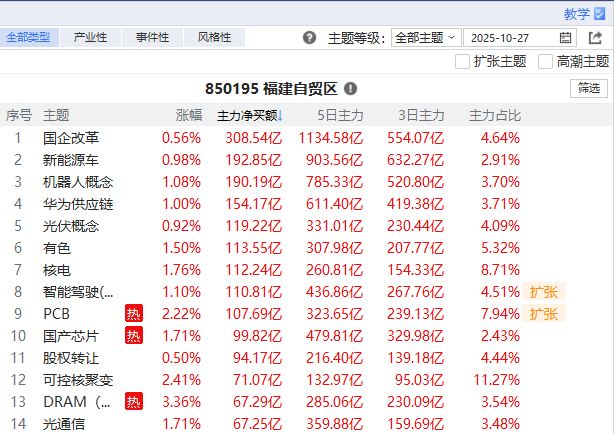 教学
全部类型 产业性 事件性 风格性 主题等级： 全部主题 2025-10-27
扩张主题 高潮主题
850195 福建自贸区 筛选
序号 主题 涨幅 主力净买额↓ 5日主力 3日主力 主力占比
1 国企改革 0.56% 308.54亿 1134.58亿 554.07亿 4.64%
2 新能源车 0.98% 192.85亿 903.56亿 632.27亿 2.91%
3 机器人概念 1.08% 190.19亿 785.33亿 520.80亿 3.70%
4 华为供应链 1.00% 154.17亿 611.40亿 419.38亿 3.71%
5 光伏概念 0.92% 119.22亿 331.01亿 230.44亿 4.09%
6 有色 1.50% 113.55亿 307.98亿 207.77亿 5.32%
7 核电 1.76% 112.24亿 260.81亿 154.33亿 8.71%
8 智能驾驶(... 1.10% 110.81亿 436.86亿 267.76亿 4.51% 扩张
9 PCB 热 2.22% 107.69亿 323.65亿 239.13亿 7.94% 扩张
10 国产芯片 热 1.71% 99.82亿 479.81亿 329.98亿 2.43%
11 股权转让 0.50% 94.17亿 216.40亿 139.18亿 4.44%
12 可控核聚变 2.41% 71.07亿 132.97亿 95.03亿 11.27%
13 DRAM（... 热 3.36% 67.29亿 285.06亿 230.09亿 3.54%
14 光通信 1.71% 67.25亿 359.88亿 159.69亿 3.48%